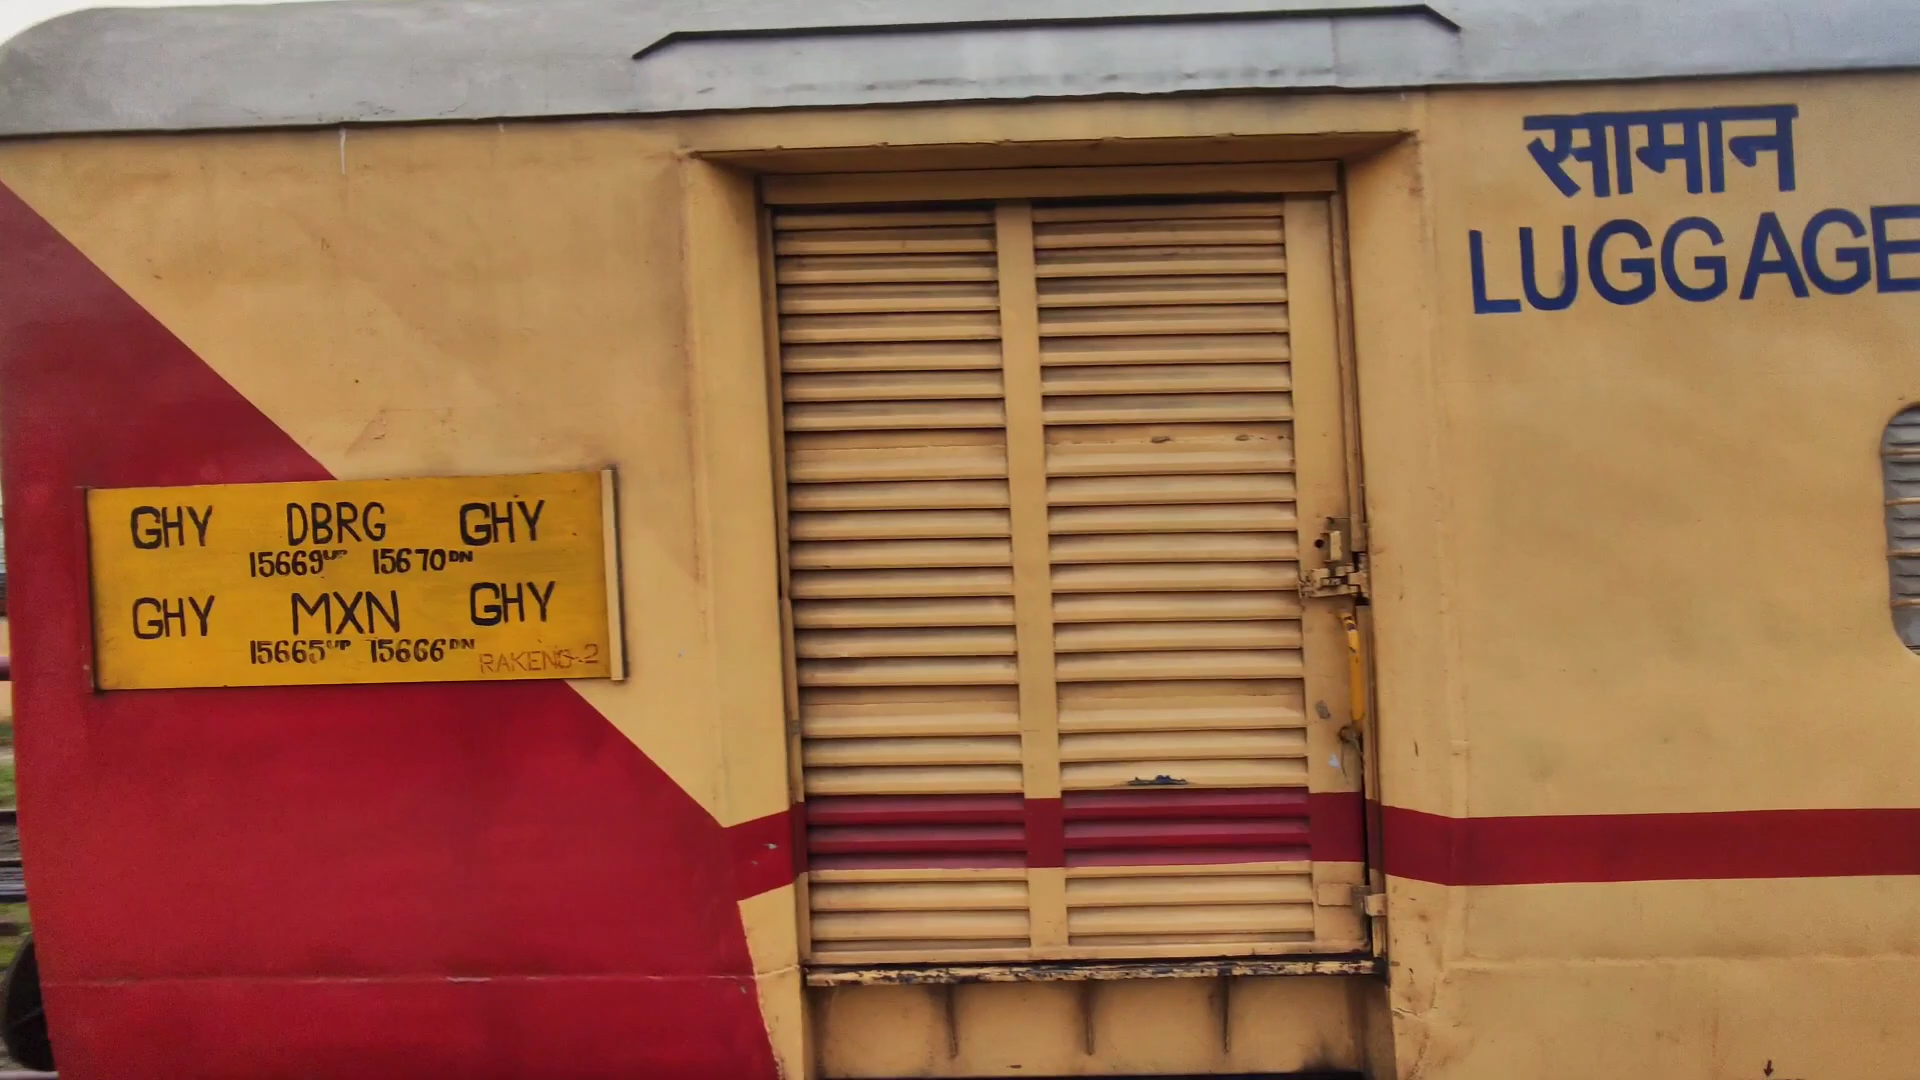 सामान
LUGGAGE
GHY DBRG GHY
15669UP 15670DN
GHY MXN GHY
15665UP 15666DN
RAKENO-2